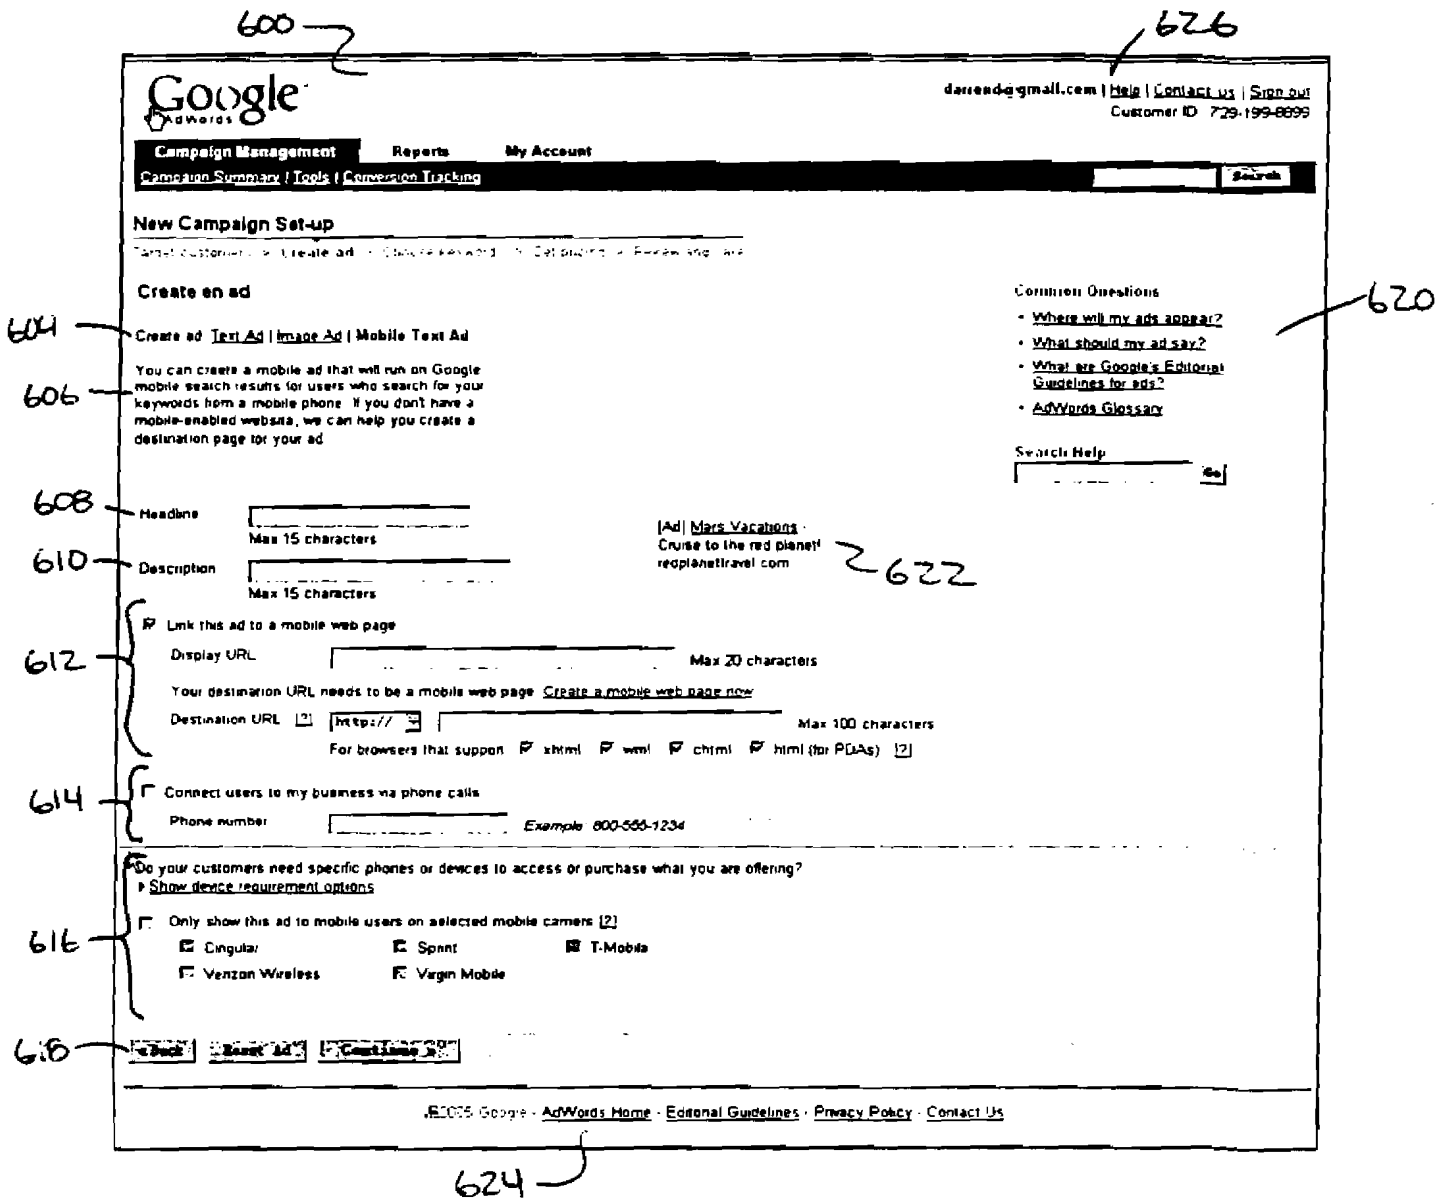 600
626
Google
AdWords
darrend@gmail.com | Help | Contact us | Sign out
Customer ID 729-199-8899
Campaign Management Reports My Account
Campaign Summary | Tools | Conversion Tracking
Search
New Campaign Set-up
Target customers > Create ad > Choose keyword > Set pricing >
Create an ad
Common Questions
620
• Where will my ads appear?
604
Create ad Text Ad | Image Ad | Mobile Text Ad
• What should my ad say?
606
You can create a mobile ad that will run on Google
mobile search results for users who search for your
keywords from a mobile phone. If you don't have a
mobile-enabled website, we can help you create a
destination page for your ad
• What are Google's Editorial
Guidelines for ads?
• AdWords Glossary
Search Help
Go
608
Headline
Max 15 characters
[Ad] Mars Vacations -
Cruise to the red planet!
redplanettravel.com
622
610
Description
Max 15 characters
612
Link this ad to a mobile web page
Display URL Max 20 characters
Your destination URL needs to be a mobile web page Create a mobile web page now
Destination URL [?] http:// Max 100 characters
For browsers that support xhtml wml chtml html (for PDAs) [?]
614
Connect users to my business via phone calls
Phone number Example 800-555-1234
616
Do your customers need specific phones or devices to access or purchase what you are offering?
Show device requirement options
Only show this ad to mobile users on selected mobile carriers [?]
Cingular Sprint T-Mobile
Verizon Wireless Virgin Mobile
618
« Back Reset Ad Continue »
2005 Google - AdWords Home - Editorial Guidelines - Privacy Policy - Contact Us
624